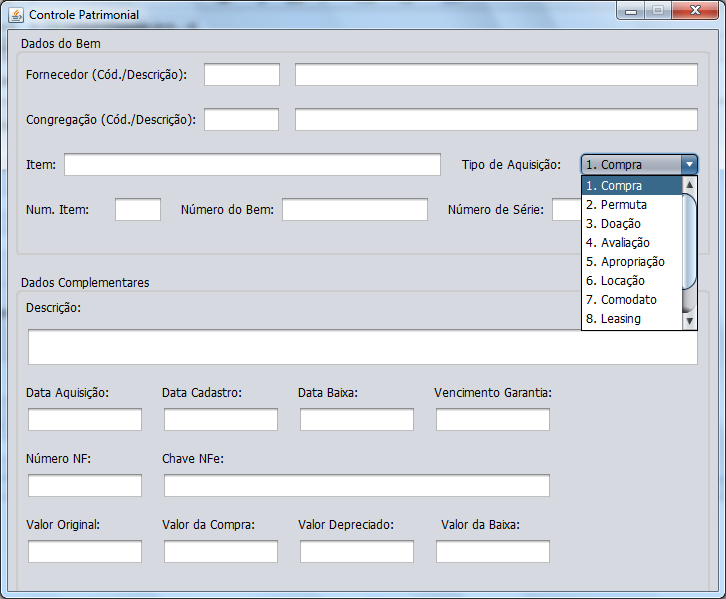 Controle Patrimonial
Dados do Bem
Fornecedor (Cód./Descrição):
Congregação (Cód./Descrição):
Item: Tipo de Aquisição: 1. Compra
1. Compra
2. Permuta
Num. Item: Número do Bem: Número de Série:
3. Doação
4. Avaliação
5. Apropriação
6. Locação
7. Comodato
8. Leasing
Dados Complementares
Descrição:
Data Aquisição: Data Cadastro: Data Baixa: Vencimento Garantia:
Número NF: Chave NFe:
Valor Original: Valor da Compra: Valor Depreciado: Valor da Baixa: